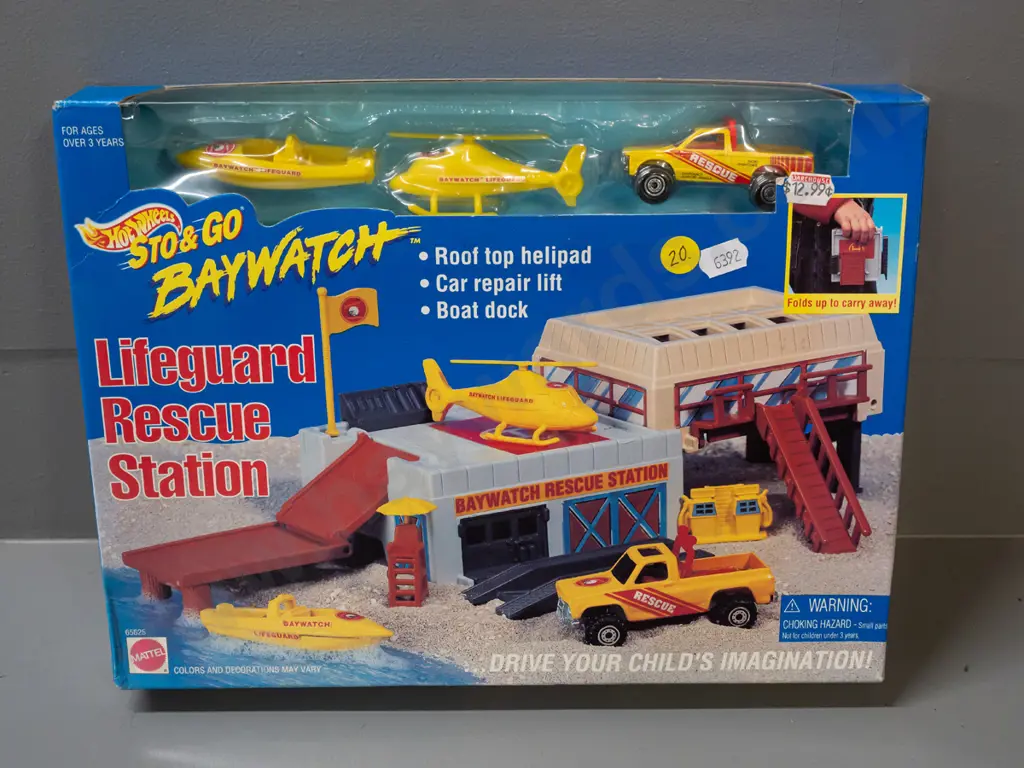 FOR AGES
OVER 3 YEARS
BAYWATCH LIFEGUARD
BAYWATCH
RESCUE
$12.99¢
HOT WHEELS
STO & GO
BAYWATCH™
• Roof top helipad
• Car repair lift
• Boat dock
20.
6392
Folds up to carry away!
Lifeguard
Rescue
Station
BAYWATCH LIFEGUARD
BAYWATCH RESCUE STATION
RESCUE
BAYWATCH
LIFEGUARD
65625
MATTEL
COLORS AND DECORATIONS MAY VARY
...DRIVE YOUR CHILD'S IMAGINATION!
WARNING:
CHOKING HAZARD - Small parts
Not for children under 3 years.